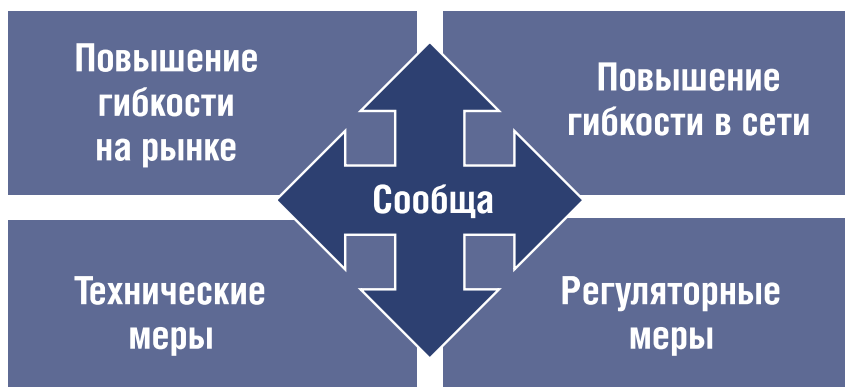 Повышение
гибкости
на рынке
Повышение
гибкости в сети
Сообща
Технические
меры
Регуляторные
меры